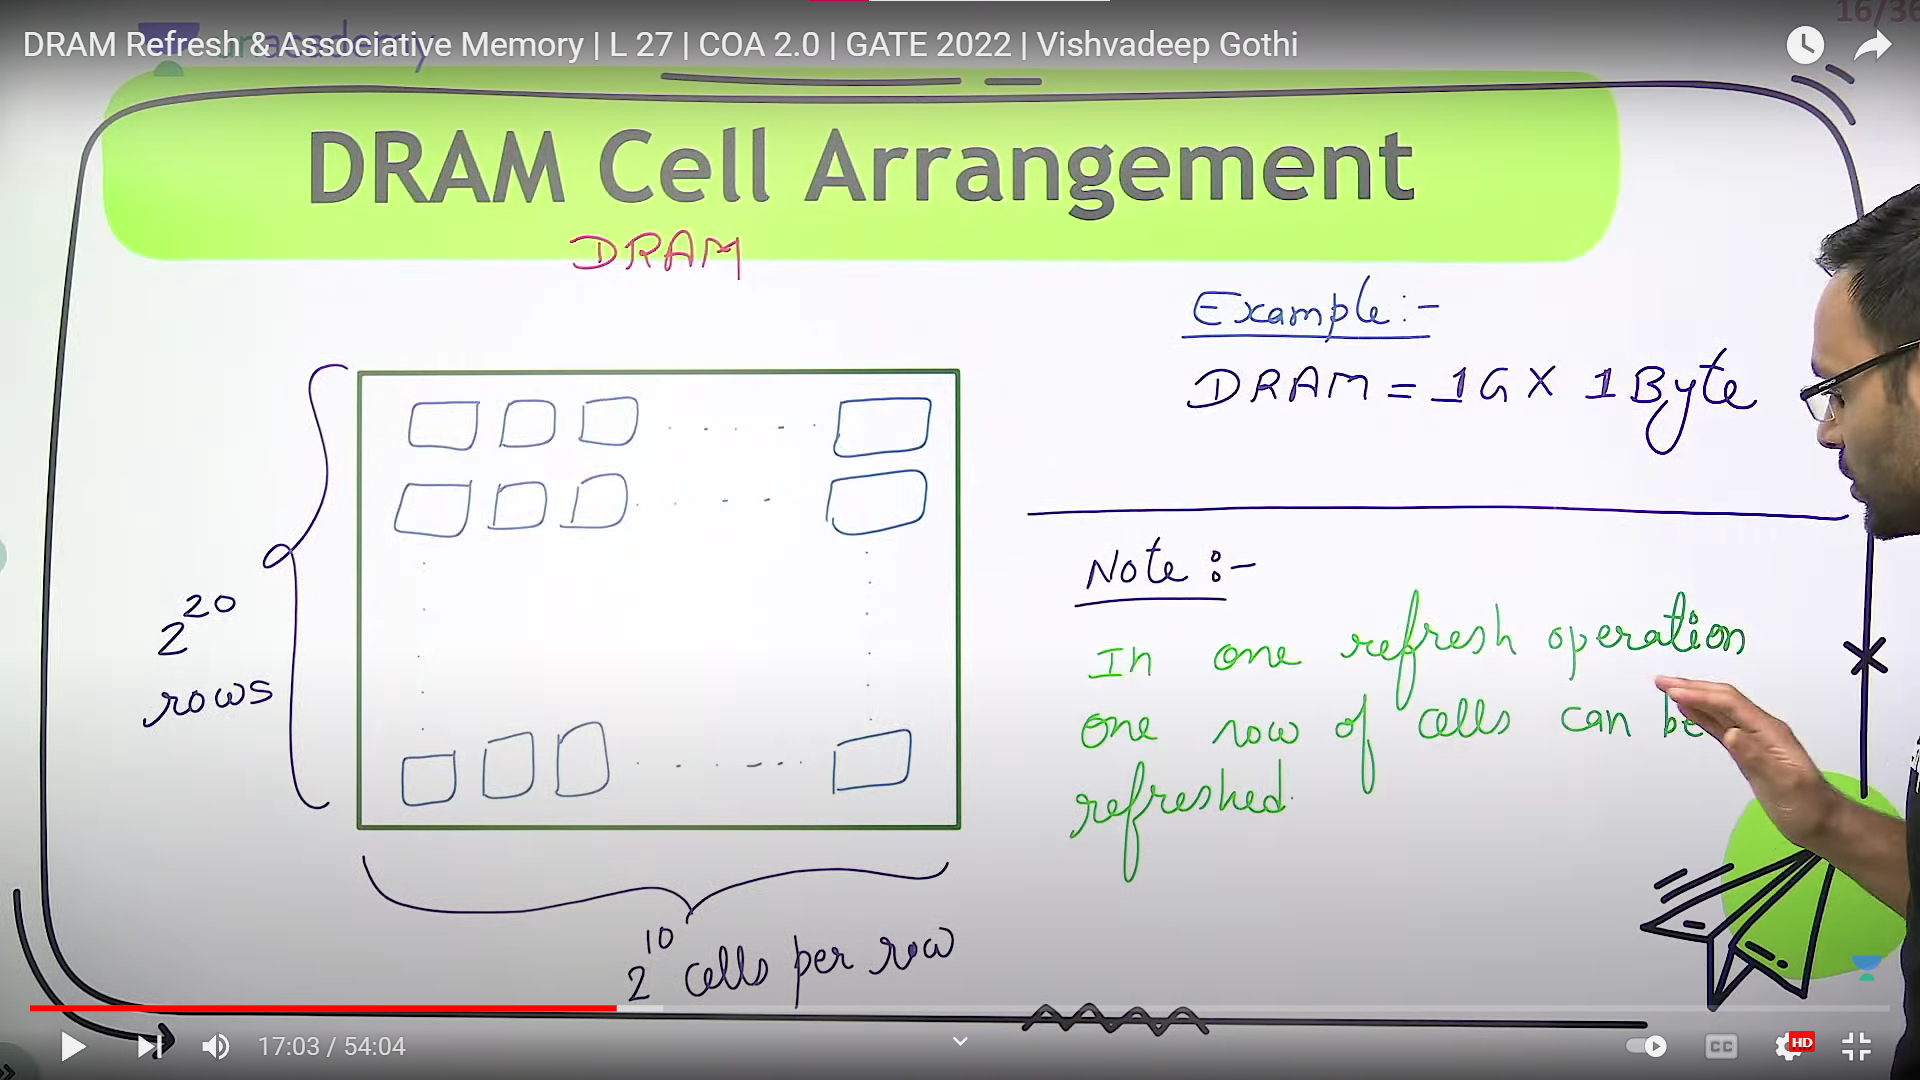 16/36
DRAM Refresh & Associative Memory | L 27 | COA 2.0 | GATE 2022 | Vishvadeep Gothi
DRAM Cell Arrangement
DRAM
Example:-
DRAM = 1G X 1Byte
2^20
rows
Note :-
In one refresh operation
one row of cells can be
refreshed.
2^10 cells per row
17:03 / 54:04
CC
HD